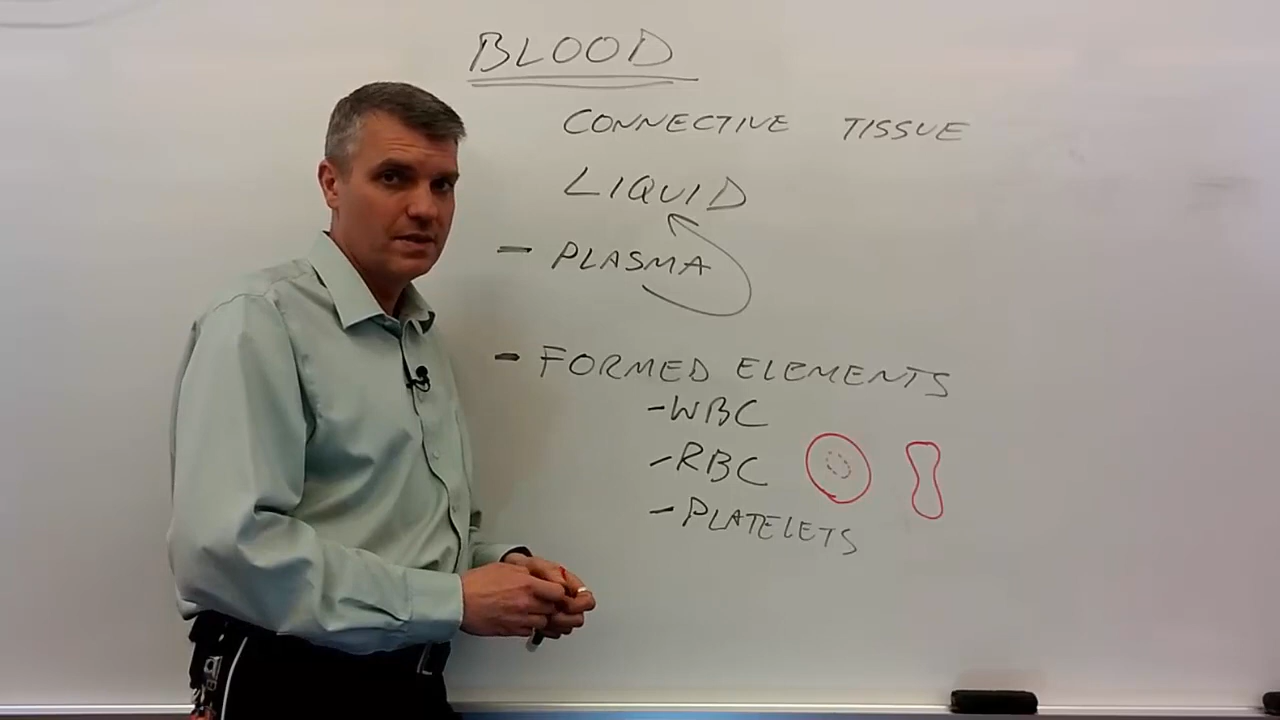 BLOOD
CONNECTIVE TISSUE
LIQUID
- PLASMA
- FORMED ELEMENTS
- WBC
- RBC
- PLATELETS